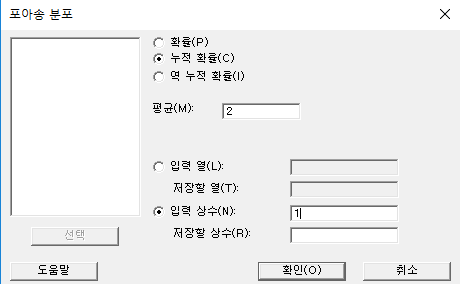 포아송 분포
확률(P)
누적 확률(C)
역 누적 확률(I)
평균(M):
2
입력 열(L):
저장할 열(T):
입력 상수(N):
1
저장할 상수(R):
선택
도움말
확인(O)
취소